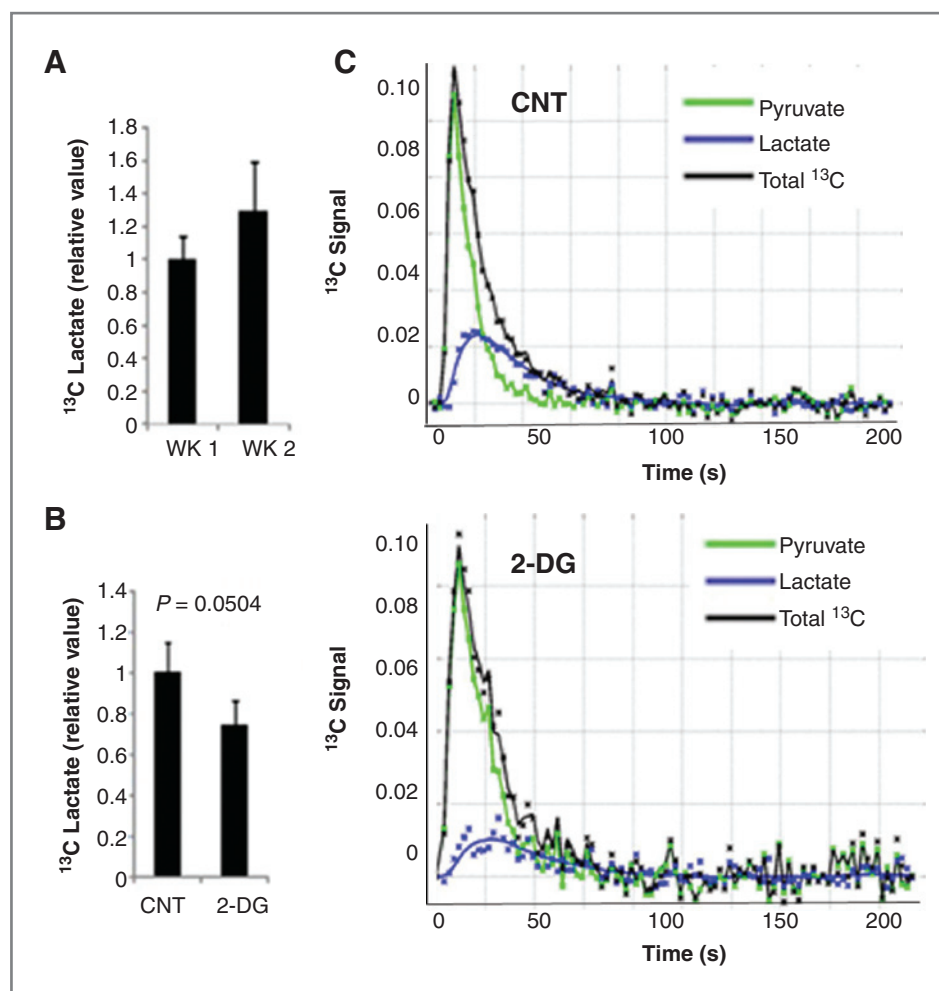 A
¹³C Lactate (relative value)
1.8
1.6
1.4
1.2
1
0.8
0.6
0.4
0.2
0
WK 1 WK 2
B
¹³C Lactate (relative value)
P = 0.0504
1.4
1.2
1
0.8
0.6
0.4
0.2
0
CNT 2-DG
C
CNT
Pyruvate
Lactate
Total ¹³C
¹³C Signal
0.10
0.08
0.06
0.04
0.02
0
0 50 100 150 200
Time (s)
2-DG
Pyruvate
Lactate
Total ¹³C
¹³C Signal
0.10
0.08
0.06
0.04
0.02
0
0 50 100 150 200
Time (s)